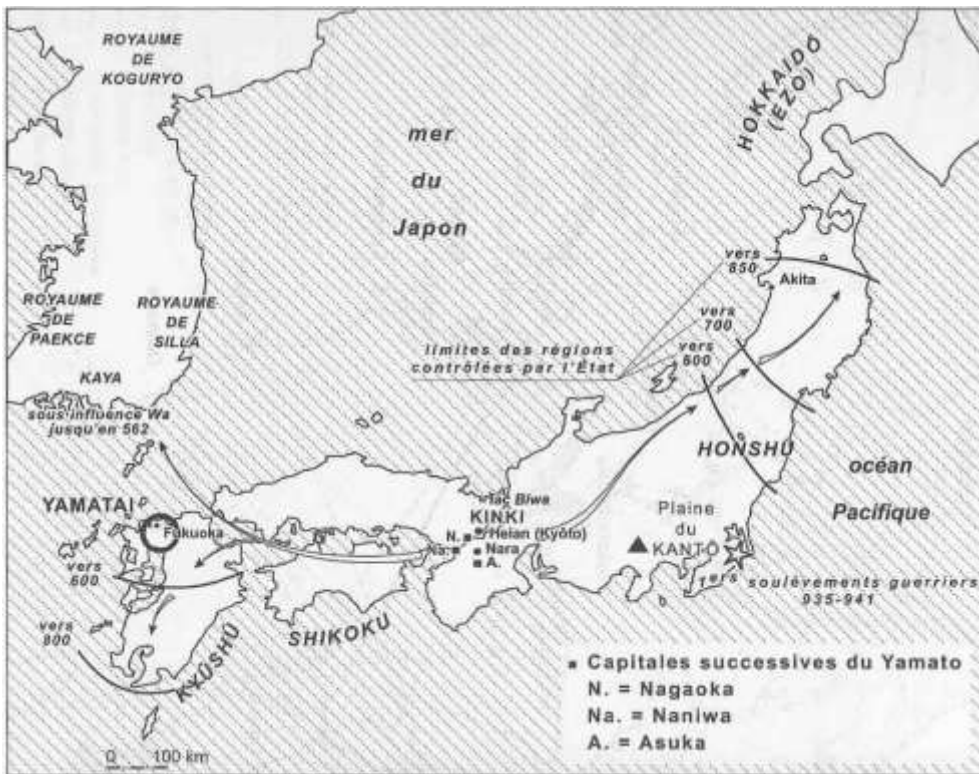 ROYAUME
DE
KOGURYO
HOKKAIDÓ
(EZO)
mer
du
Japon
vers
850
Akita
ROYAUME
DE
PAEKCE
ROYAUME
DE
SILLA
vers
700
vers
600
limites des régions
contrôlées par l'État
KAYA
sous influence Wa
jusqu'en 562
HONSHÚ
océan
Pacifique
lac Biwa
YAMATAI
KINKI
Fukuoka
N.
Heian (Kyôto)
Na.
Nara
A.
Plaine
du
KANTÔ
vers
600
1ers
soulèvements guerriers
935-941
vers
800
SHIKOKU
KYÛSHÛ
Capitales successives du Yamato
N. = Nagaoka
Na. = Naniwa
A. = Asuka
0 100 km